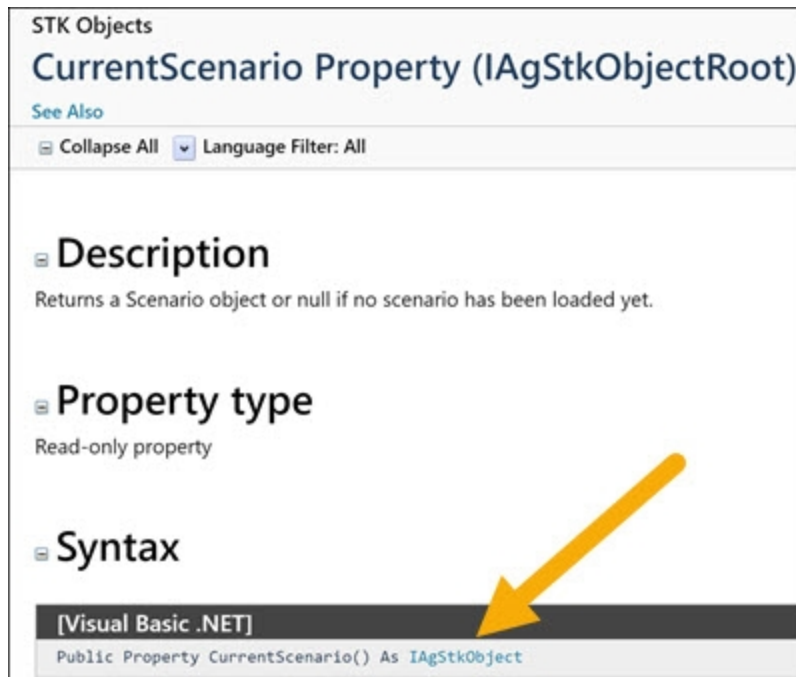 STK Objects
CurrentScenario Property (IAgStkObjectRoot)
See Also
Collapse All Language Filter: All
Description
Returns a Scenario object or null if no scenario has been loaded yet.
Property type
Read-only property
Syntax
[Visual Basic .NET]
Public Property CurrentScenario() As IAgStkObject